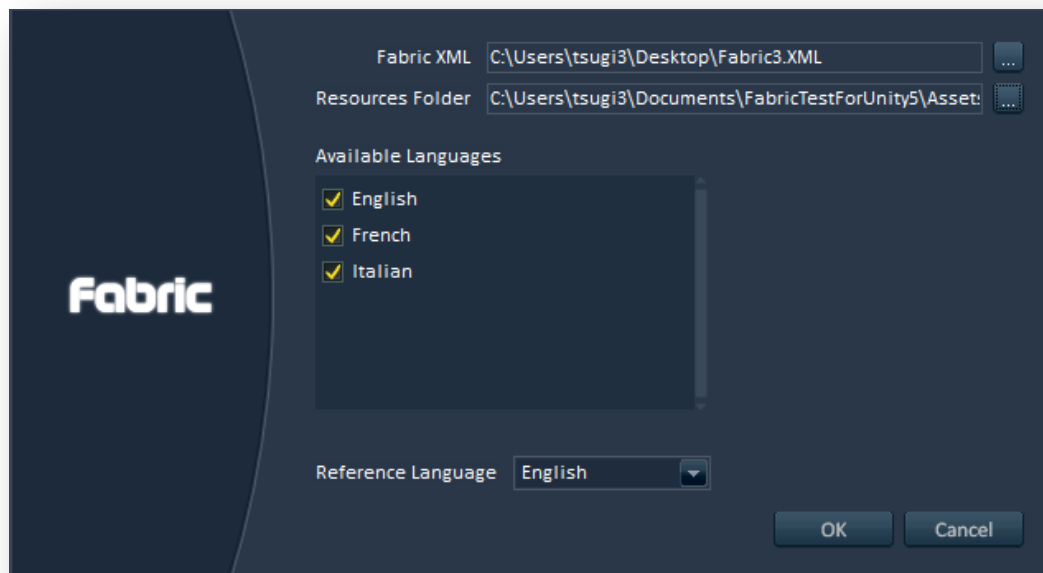 Fabric XML C:\Users\tsugi3\Desktop\Fabric3.XML ...
Resources Folder C:\Users\tsugi3\Documents\FabricTestForUnity5\Asset: ...
Available Languages
English
French
Italian
Fabric
Reference Language English
OK Cancel